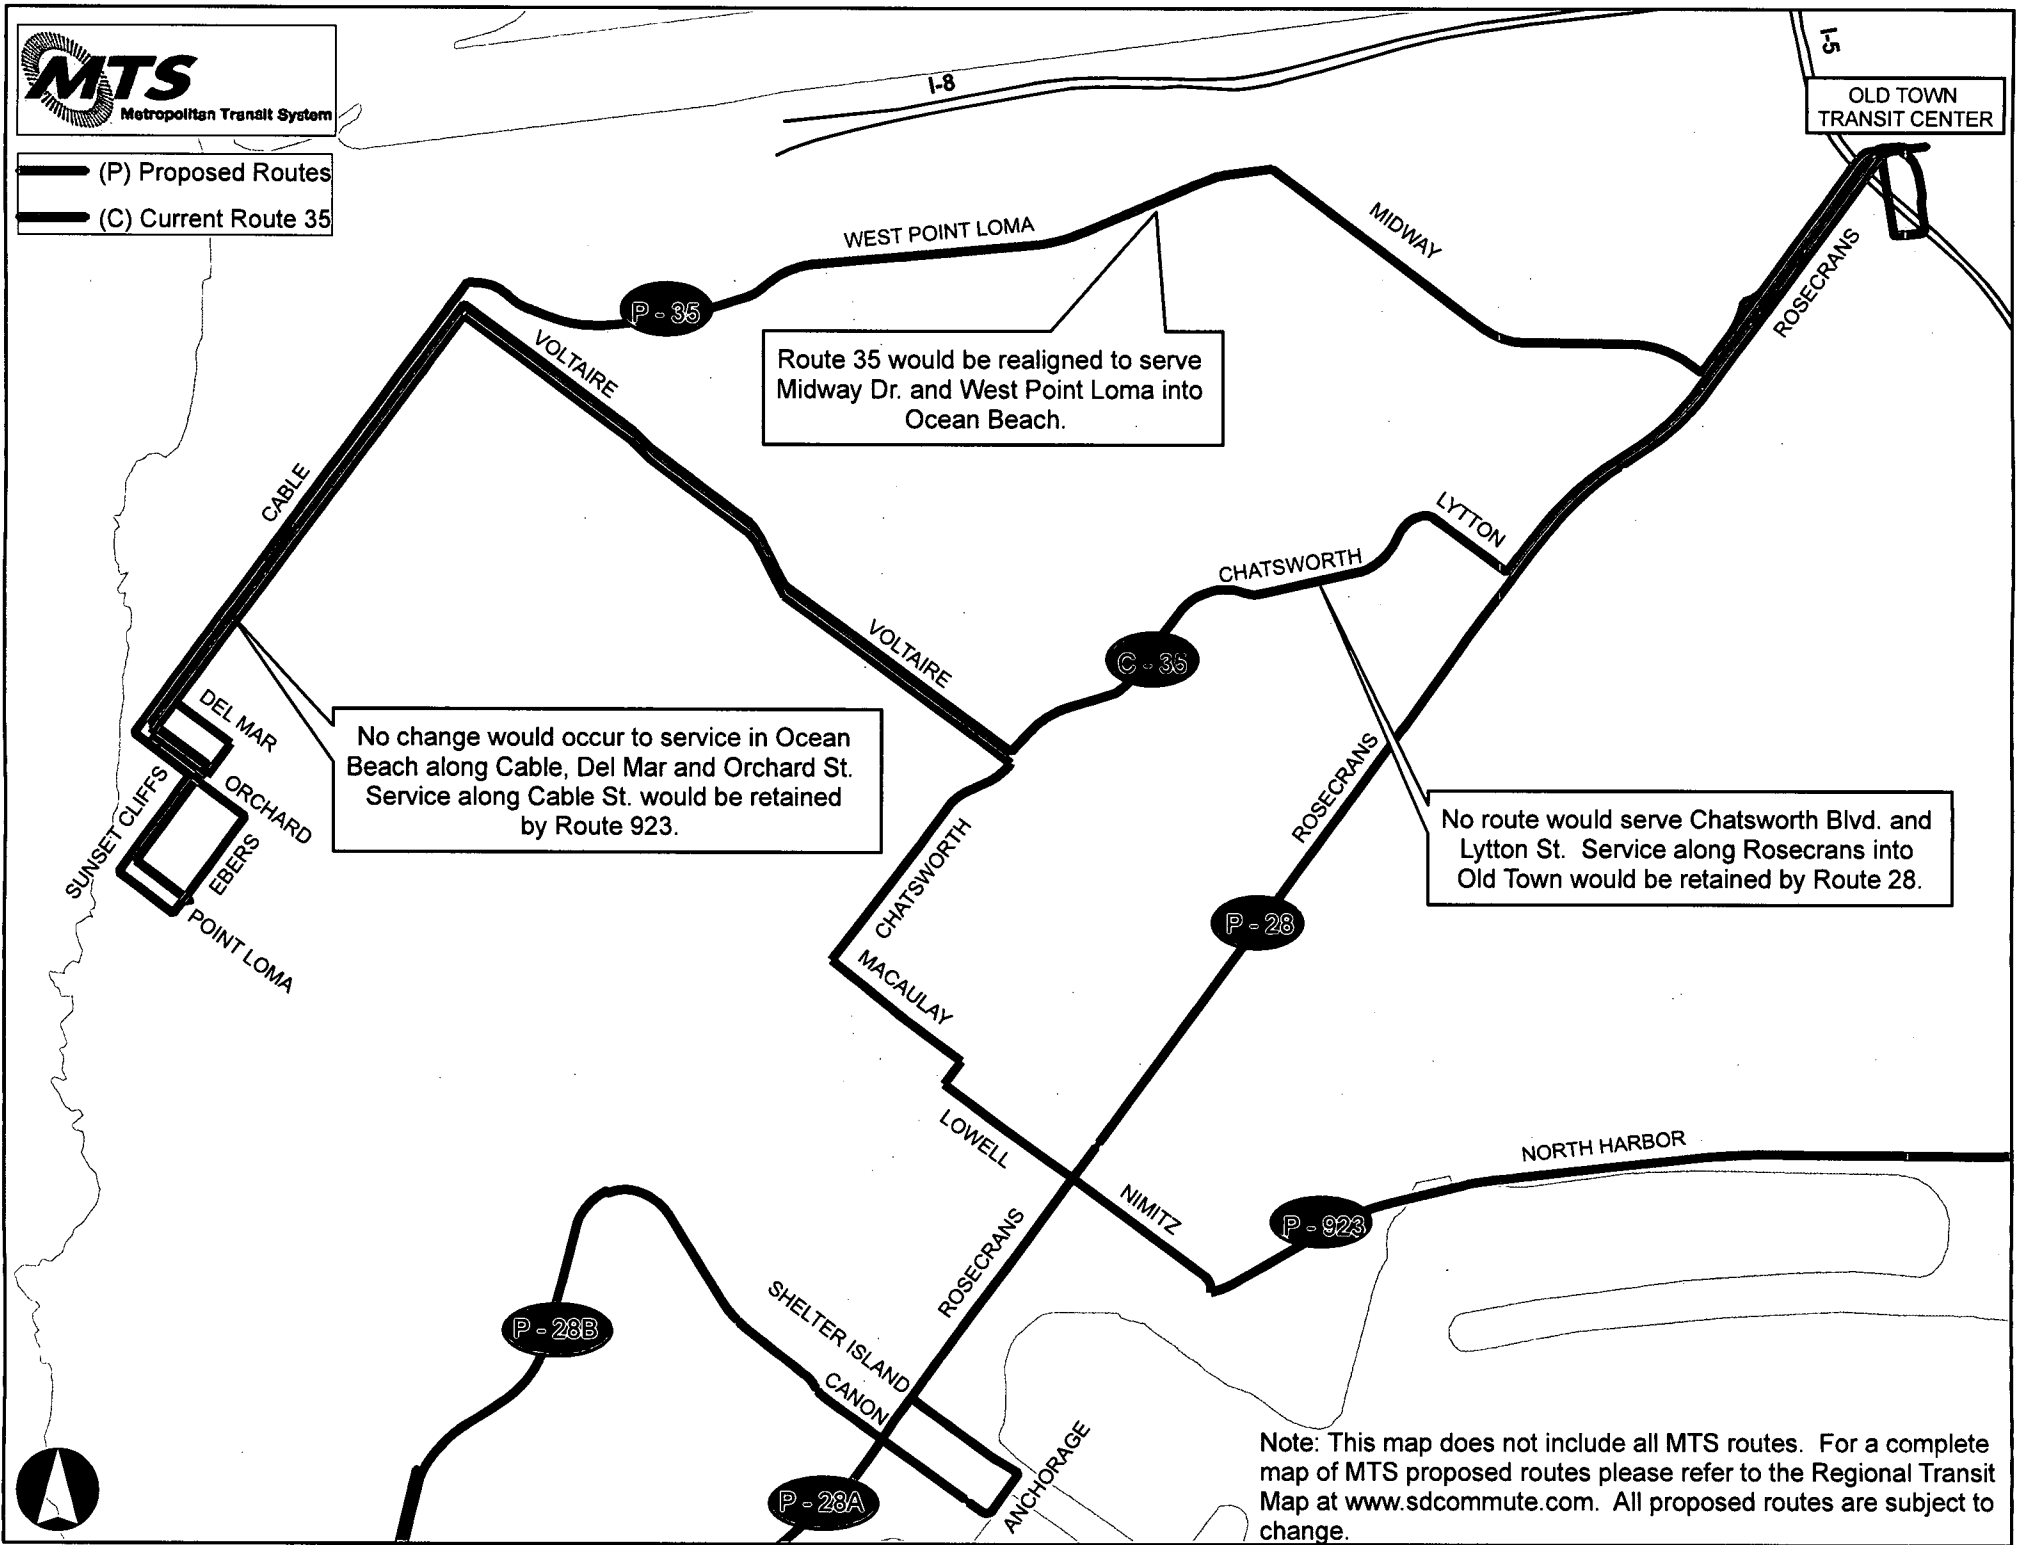 MTS
Metropolitan Transit System
(P) Proposed Routes
(C) Current Route 35
I-8
I-5
OLD TOWN
TRANSIT CENTER
WEST POINT LOMA
MIDWAY
ROSECRANS
P - 35
VOLTAIRE
Route 35 would be realigned to serve
Midway Dr. and West Point Loma into
Ocean Beach.
CABLE
LYTTON
CHATSWORTH
VOLTAIRE
C - 35
DEL MAR
No change would occur to service in Ocean
Beach along Cable, Del Mar and Orchard St.
Service along Cable St. would be retained
by Route 923.
SUNSET CLIFFS
ORCHARD
EBERS
POINT LOMA
ROSECRANS
No route would serve Chatsworth Blvd. and
Lytton St. Service along Rosecrans into
Old Town would be retained by Route 28.
CHATSWORTH
P - 28
MACAULAY
LOWELL
NORTH HARBOR
NIMITZ
P - 923
ROSECRANS
P - 28B
SHELTER ISLAND
CANON
ANCHORAGE
P - 28A
Note: This map does not include all MTS routes. For a complete
map of MTS proposed routes please refer to the Regional Transit
Map at www.sdcommute.com. All proposed routes are subject to
change.